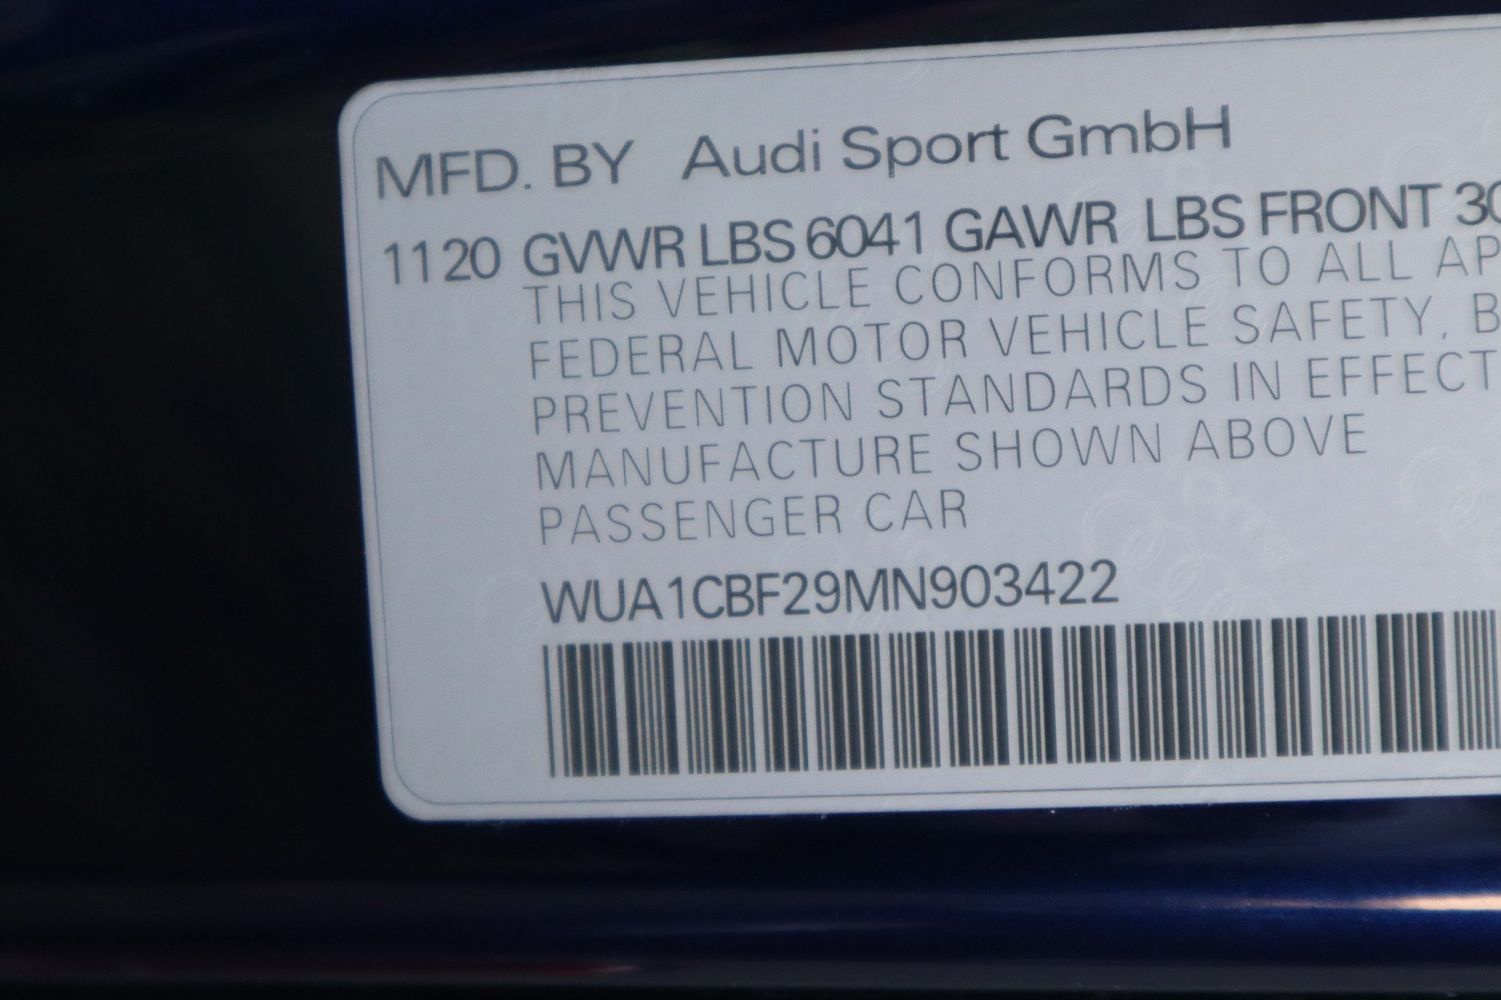 MFD. BY Audi Sport GmbH
1120 GVWR LBS 6041 GAWR LBS FRONT
THIS VEHICLE CONFORMS TO ALL
FEDERAL MOTOR VEHICLE SAFETY,
PREVENTION STANDARDS IN EFFECT
MANUFACTURE SHOWN ABOVE
PASSENGER CAR
WUA1CBF29MN903422